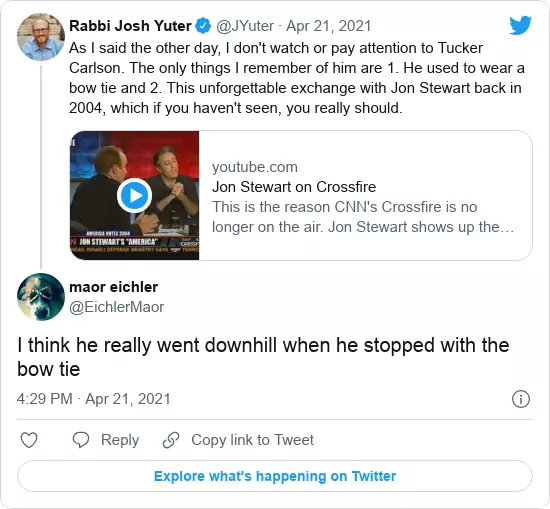 Rabbi Josh Yuter @JYuter · Apr 21, 2021
As I said the other day, I don't watch or pay attention to Tucker
Carlson. The only things I remember of him are 1. He used to wear a
bow tie and 2. This unforgettable exchange with Jon Stewart back in
2004, which if you haven't seen, you really should.
AMERICA VOTES 2004
JON STEWART'S "AMERICA"
youtube.com
Jon Stewart on Crossfire
This is the reason CNN's Crossfire is no
longer on the air. Jon Stewart shows up the…
maor eichler
@EichlerMaor
I think he really went downhill when he stopped with the
bow tie
4:29 PM · Apr 21, 2021
Reply
Copy link to Tweet
Explore what's happening on Twitter